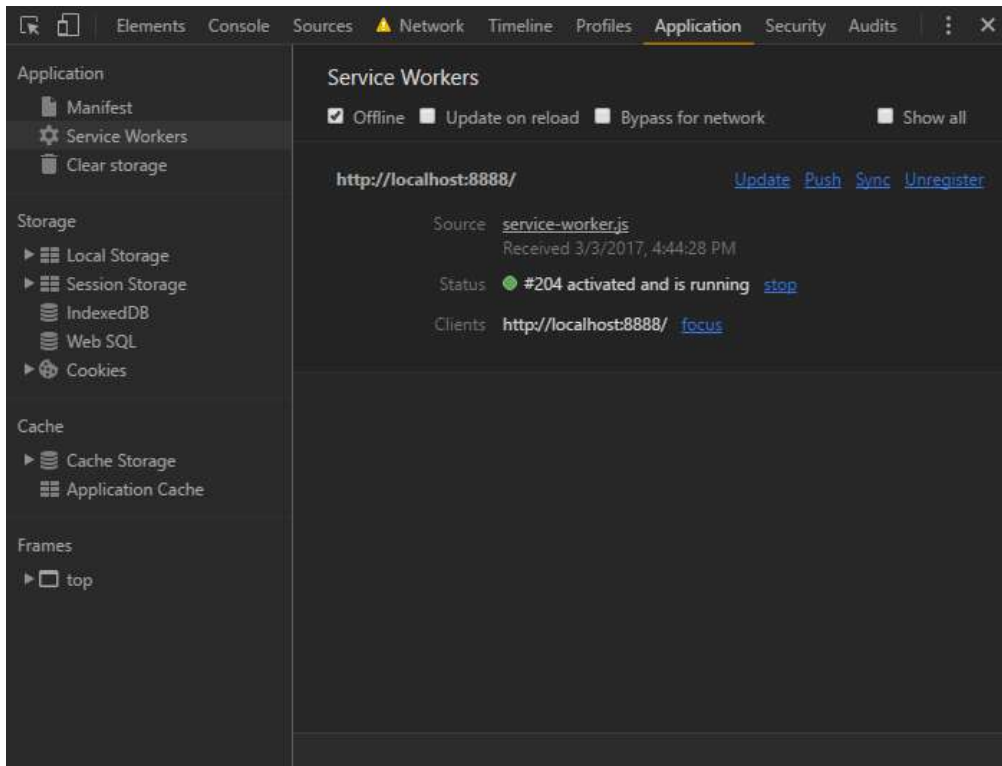 Elements Console Sources Network Timeline Profiles Application Security Audits
Application
Manifest
Service Workers
Clear storage
Storage
Local Storage
Session Storage
IndexedDB
Web SQL
Cookies
Cache
Cache Storage
Application Cache
Frames
top
Service Workers
Offline Update on reload Bypass for network Show all
http://localhost:8888/ Update Push Sync Unregister
Source service-worker.js
Received 3/3/2017, 4:44:28 PM
Status #204 activated and is running stop
Clients http://localhost:8888/ focus